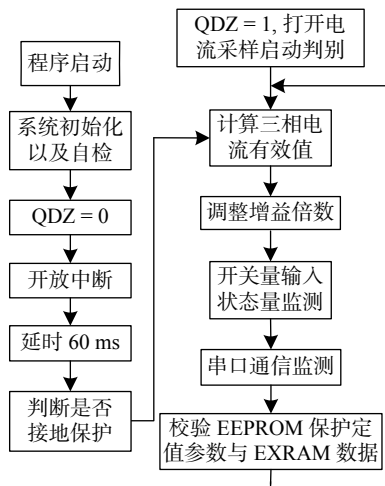 程序启动
系统初始化
以及自检
QDZ = 0
开放中断
延时 60 ms
判断是否
接地保护
QDZ = 1, 打开电
流采样启动判别
计算三相电
流有效值
调整增益倍数
开关量输入
状态量监测
串口通信监测
校验 EEPROM 保护定
值参数与 EXRAM 数据